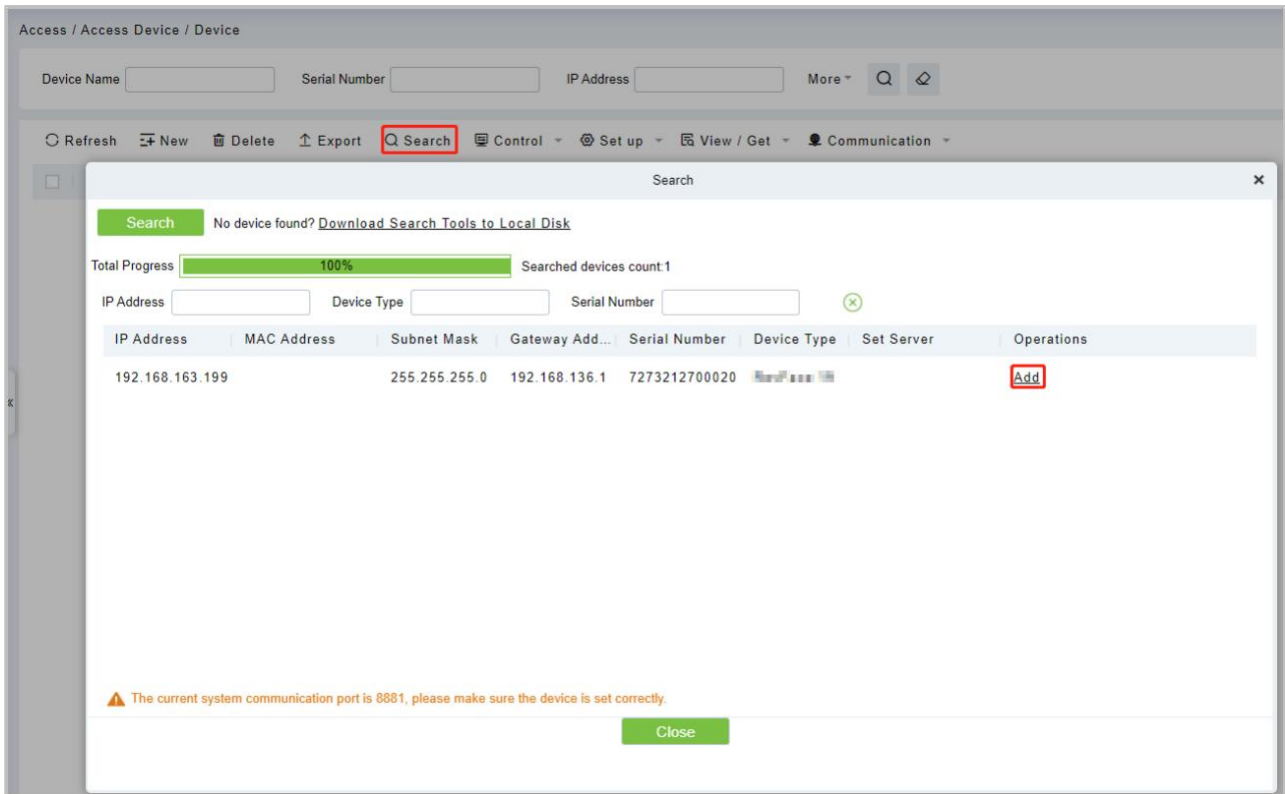 Access / Access Device / Device
Device Name Serial Number IP Address More
Refresh New Delete Export Search Control Set up View / Get Communication
Search
Search No device found? Download Search Tools to Local Disk
Total Progress 100% Searched devices count:1
IP Address Device Type Serial Number
IP Address MAC Address Subnet Mask Gateway Add... Serial Number Device Type Set Server Operations
192.168.163.199 255.255.255.0 192.168.136.1 7273212700020 Add
The current system communication port is 8881, please make sure the device is set correctly.
Close